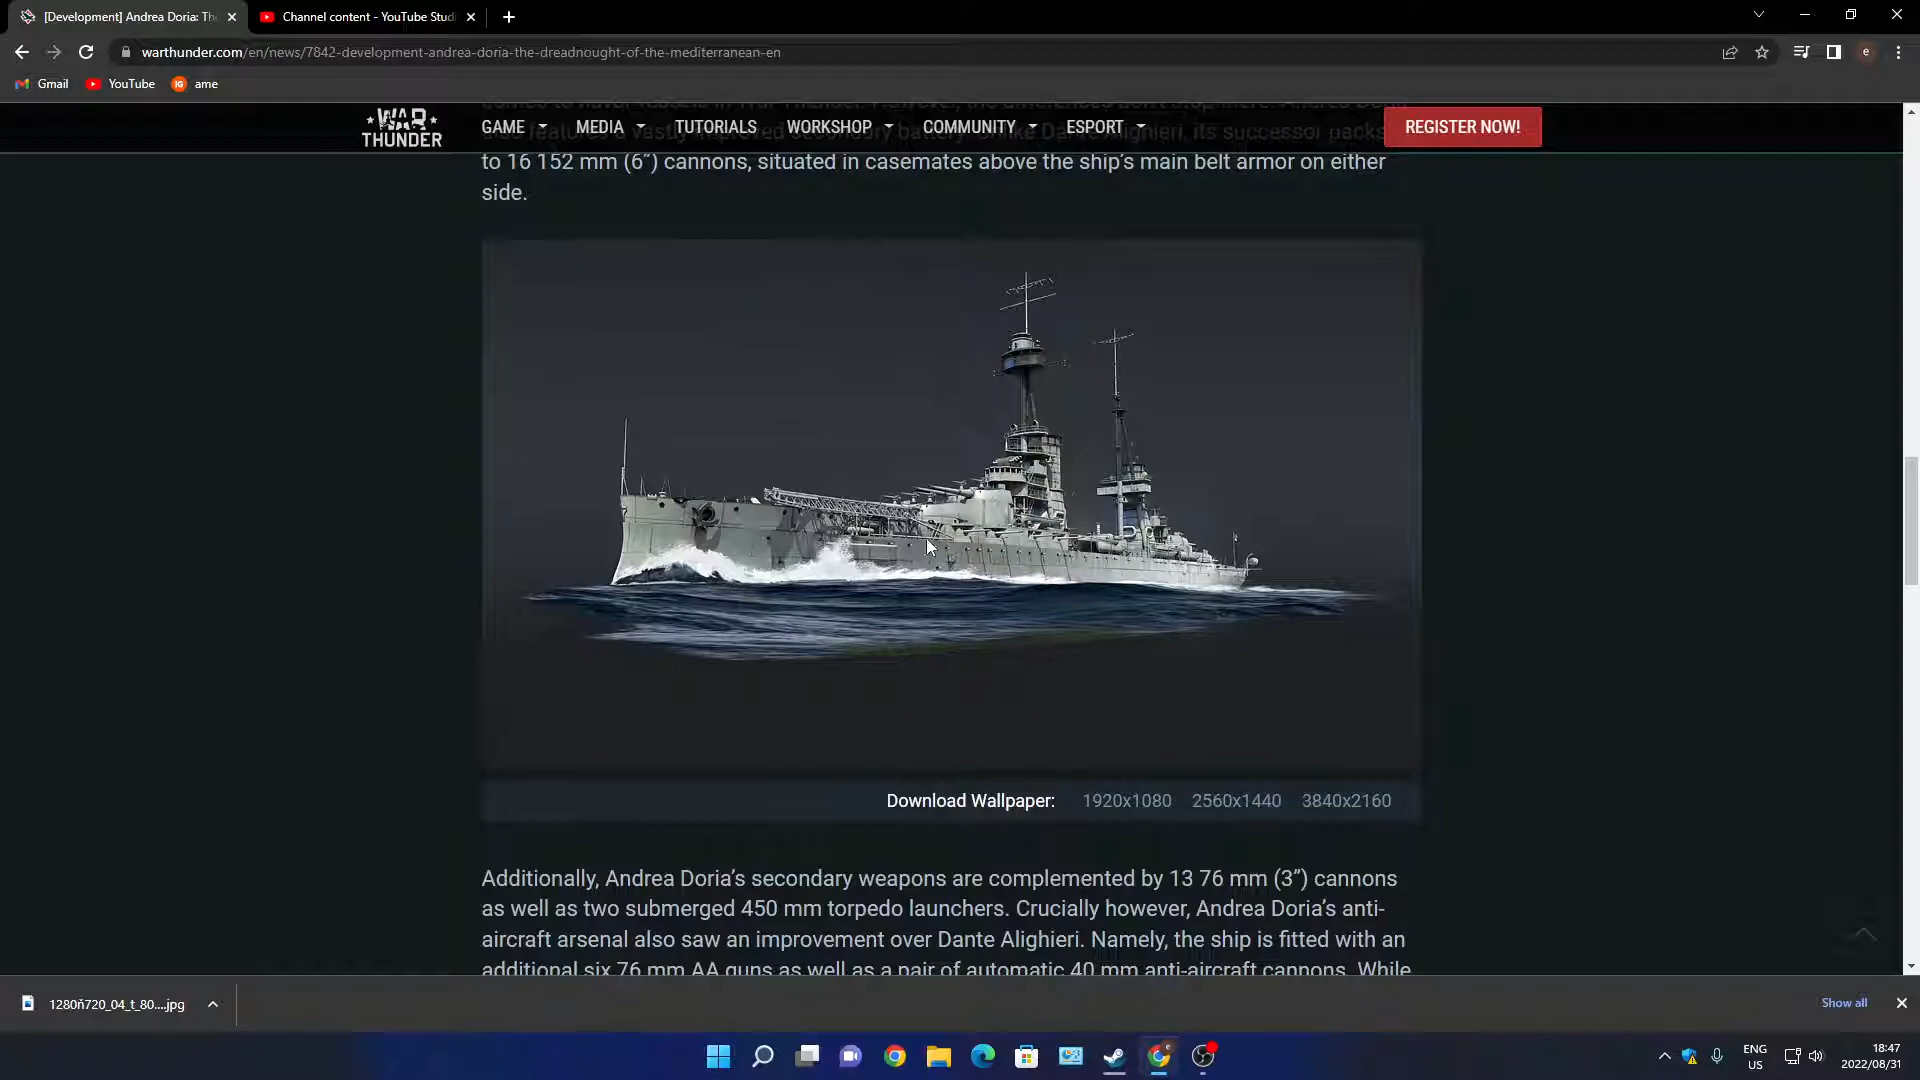 [Development] Andrea Doria: Th
Channel content - YouTube Studi
warthunder.com/en/news/7842-development-andrea-doria-the-dreadnought-of-the-mediterranean-en
e
Gmail
YouTube
IG
ame
WAR
THUNDER
GAME
MEDIA
TUTORIALS
WORKSHOP
COMMUNITY
ESPORT
REGISTER NOW!
to 16 152 mm (6”) cannons, situated in casemates above the ship’s main belt armor on either
side.
Download Wallpaper: 1920x1080 2560x1440 3840x2160
Additionally, Andrea Doria’s secondary weapons are complemented by 13 76 mm (3”) cannons
as well as two submerged 450 mm torpedo launchers. Crucially however, Andrea Doria’s anti-
aircraft arsenal also saw an improvement over Dante Alighieri. Namely, the ship is fitted with an
additional six 76 mm AA guns as well as a pair of automatic 40 mm anti-aircraft cannons. While
1280ñ720_04_t_80....jpg
Show all
ENG
US
18:47
2022/08/31